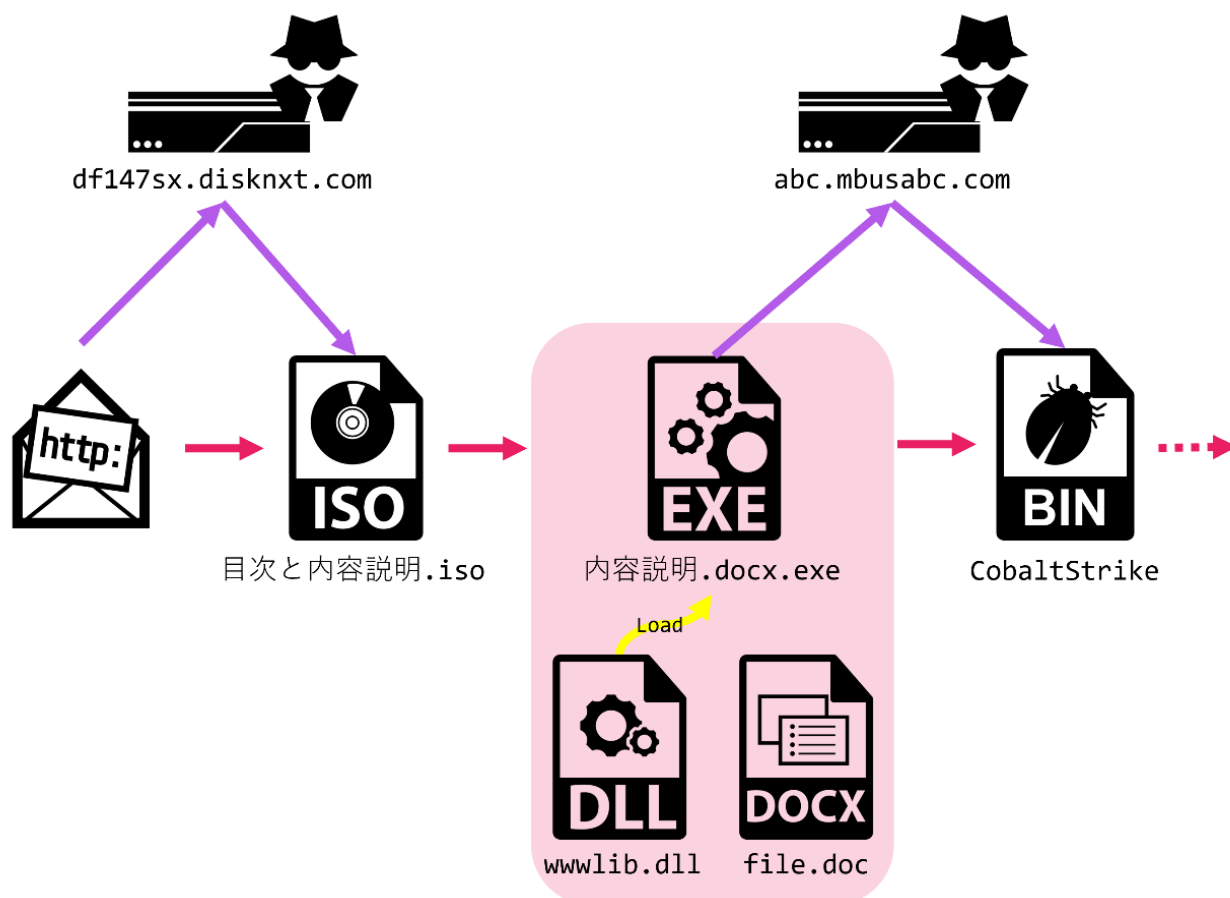 df147sx.disknxt.com
abc.mbusabc.com
http:
ISO
EXE
BIN
目次と内容説明.iso
内容説明.docx.exe
CobaltStrike
Load
DLL
DOCX
wwwlib.dll
file.doc